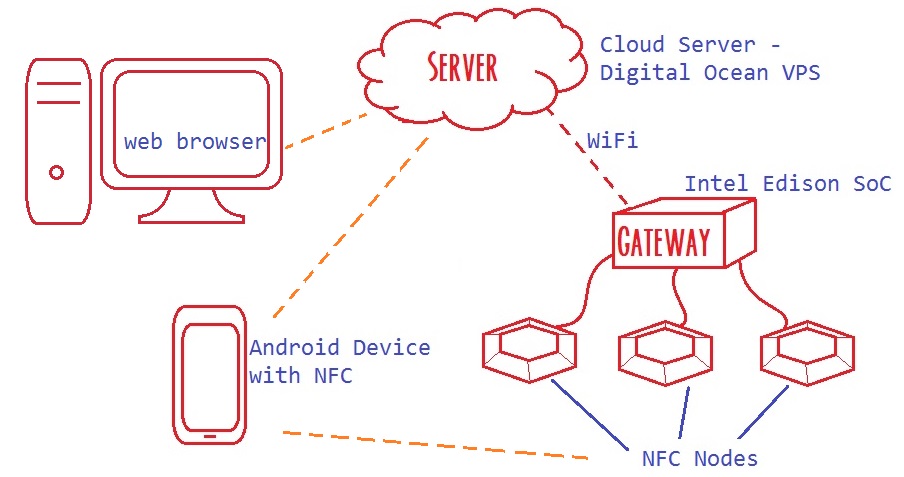 Cloud Server -
Digital Ocean VPS
SERVER
web browser
WiFi
Intel Edison SoC
GATEWAY
Android Device
with NFC
NFC Nodes